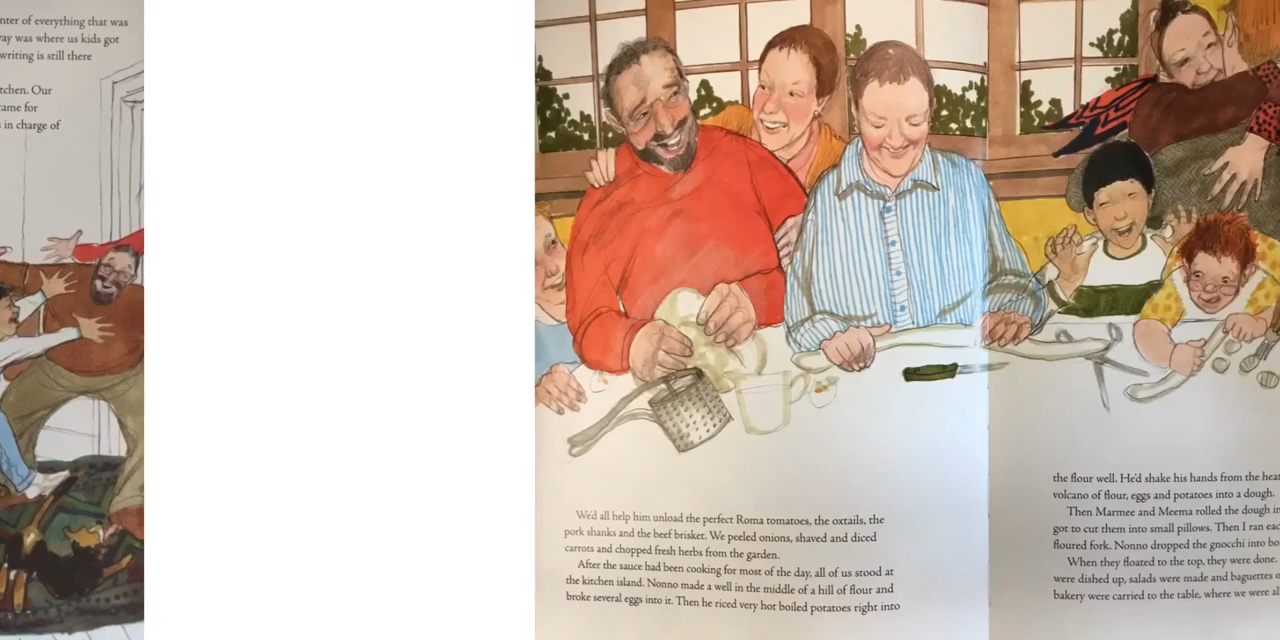 nter of everything that was
ay was where us kids got
writing is still there
tchen. Our
ame for
in charge of
We'd all help him unload the perfect Roma tomatoes, the oxtails, the
pork shanks and the beef brisket. We peeled onions, shaved and diced
carrots and chopped fresh herbs from the garden.
After the sauce had been cooking for most of the day, all of us stood at
the kitchen island. Nonno made a well in the middle of a hill of flour and
broke several eggs into it. Then he riced very hot boiled potatoes right into
the flour well. He'd shake his hands from the hea
volcano of flour, eggs and potatoes into a dough.
Then Marmee and Meema rolled the dough in
got to cut them into small pillows. Then I ran eac
floured fork. Nonno dropped the gnocchi into bo
When they floated to the top, they were done.
were dished up, salads were made and baguettes
bakery were carried to the table, where we were al